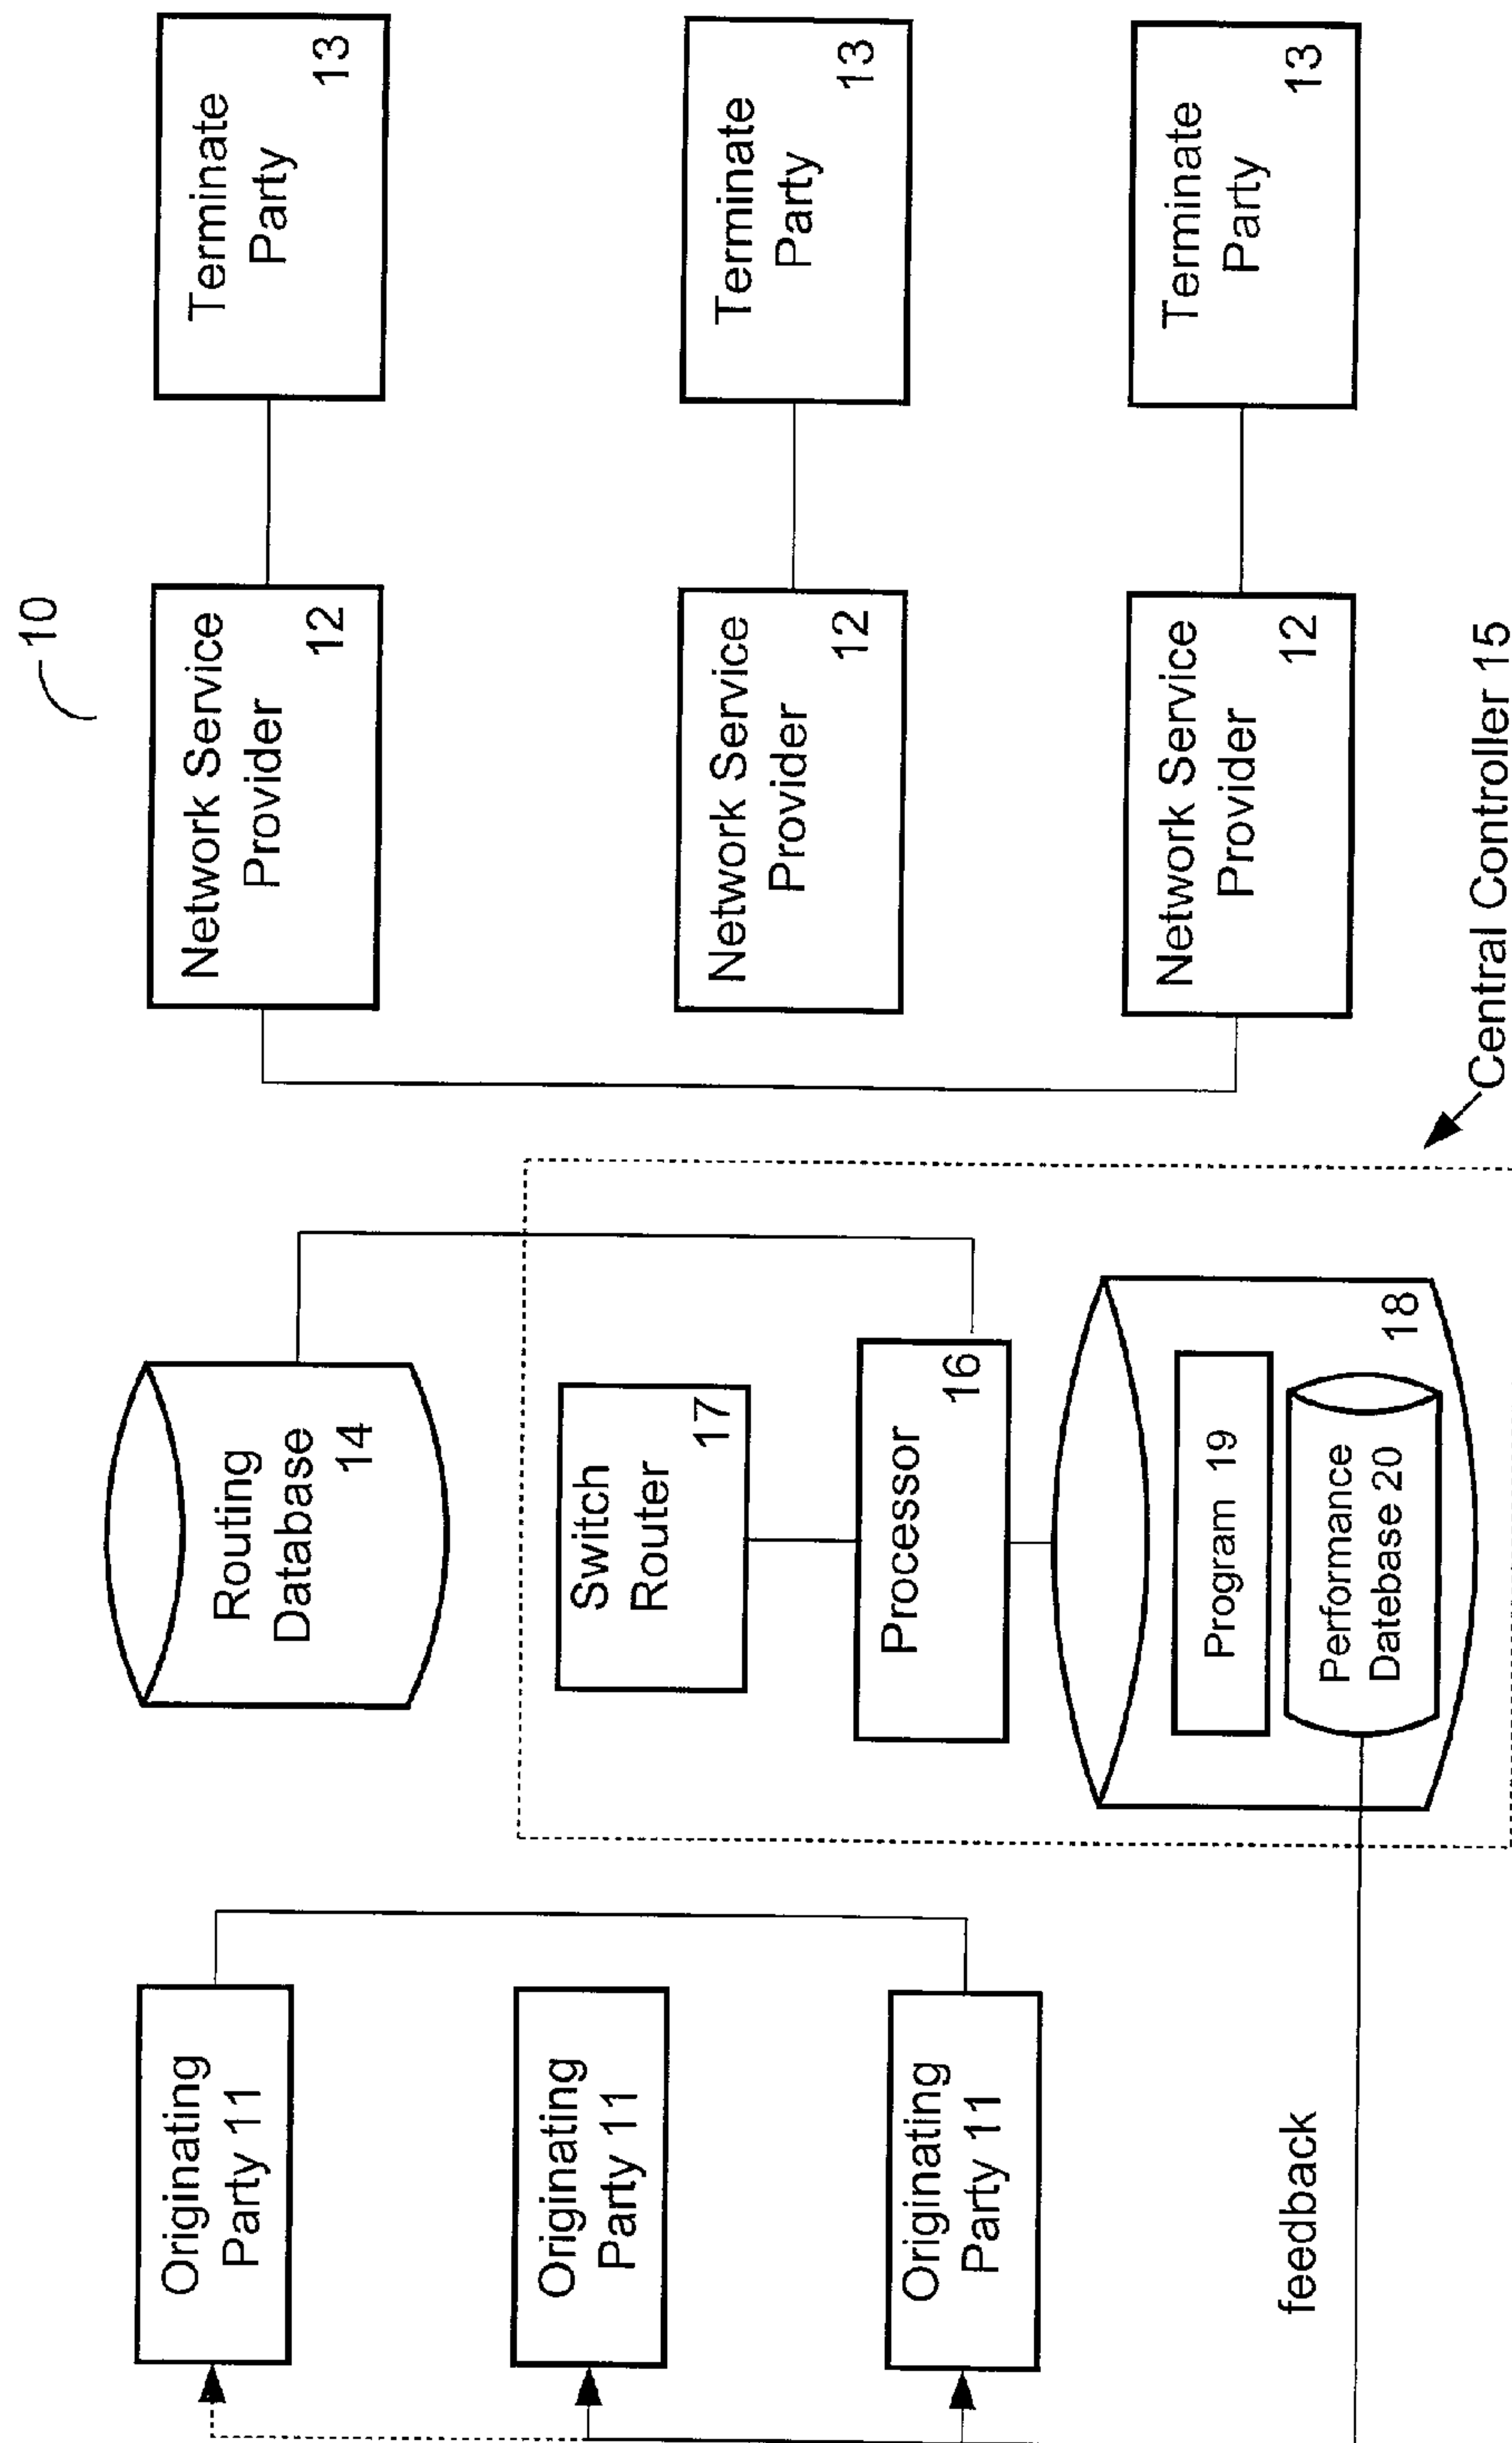 10
Originating
Party 11
Originating
Party 11
Originating
Party 11
feedback
Routing
Database
14
Switch
Router
17
Processor
16
Program 19
Performance
Datebase 20
18
Central Controller 15
Network Service
Provider
12
Network Service
Provider
12
Network Service
Provider
12
Terminate
Party
13
Terminate
Party
13
Terminate
Party
13